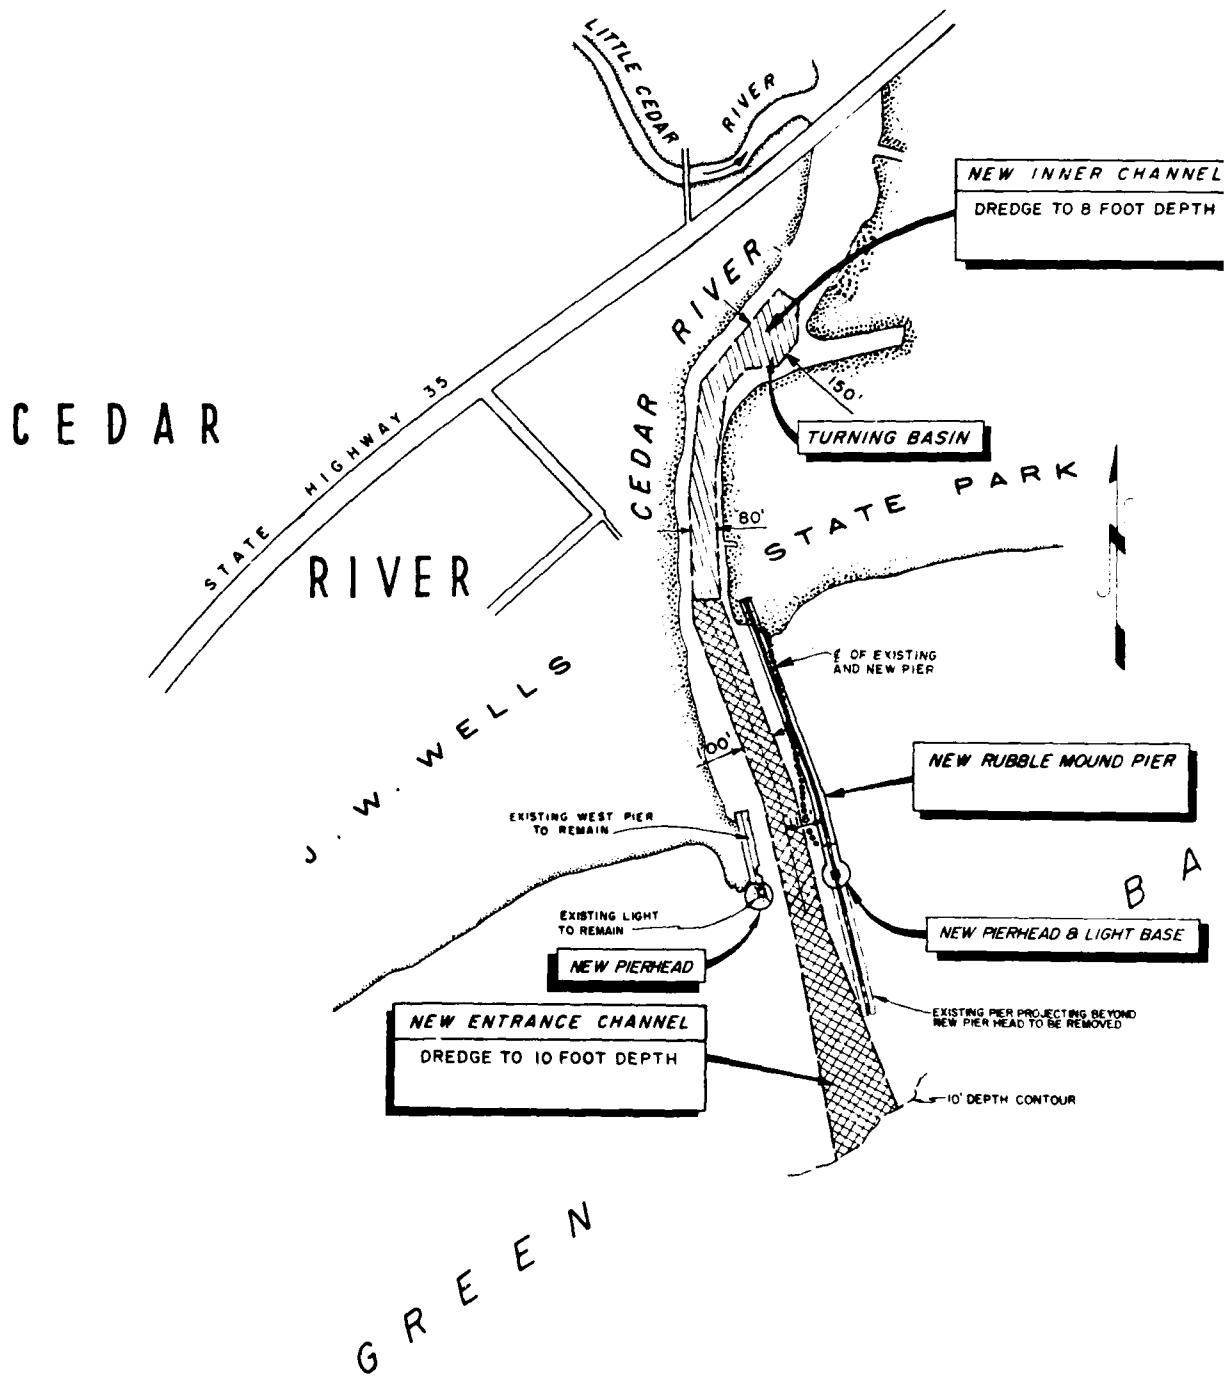 LITTLE CEDAR RIVER
NEW INNER CHANNEL
DREDGE TO 8 FOOT DEPTH
CEDAR RIVER
150'
STATE HIGHWAY 35
CEDAR
RIVER
TURNING BASIN
80'
J. W. WELLS STATE PARK
℄ OF EXISTING
AND NEW PIER
00'
NEW RUBBLE MOUND PIER
EXISTING WEST PIER
TO REMAIN
EXISTING LIGHT
TO REMAIN
NEW PIERHEAD
NEW PIERHEAD & LIGHT BASE
NEW ENTRANCE CHANNEL
DREDGE TO 10 FOOT DEPTH
EXISTING PIER PROJECTING BEYOND
NEW PIER HEAD TO BE REMOVED
10' DEPTH CONTOUR
GREEN BA